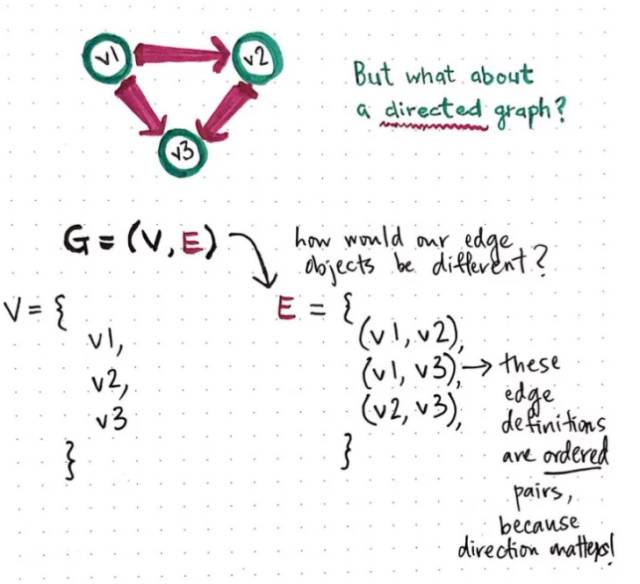 v1
v2
v3
But what about
a directed graph?
G = (V, E)
how would our edge
objects be different?
V = {
v1,
v2,
v3
}
E = {
(v1, v2),
(v1, v3),
(v2, v3),
}
→ these
edge
definitions
are ordered
pairs,
because
direction matters!